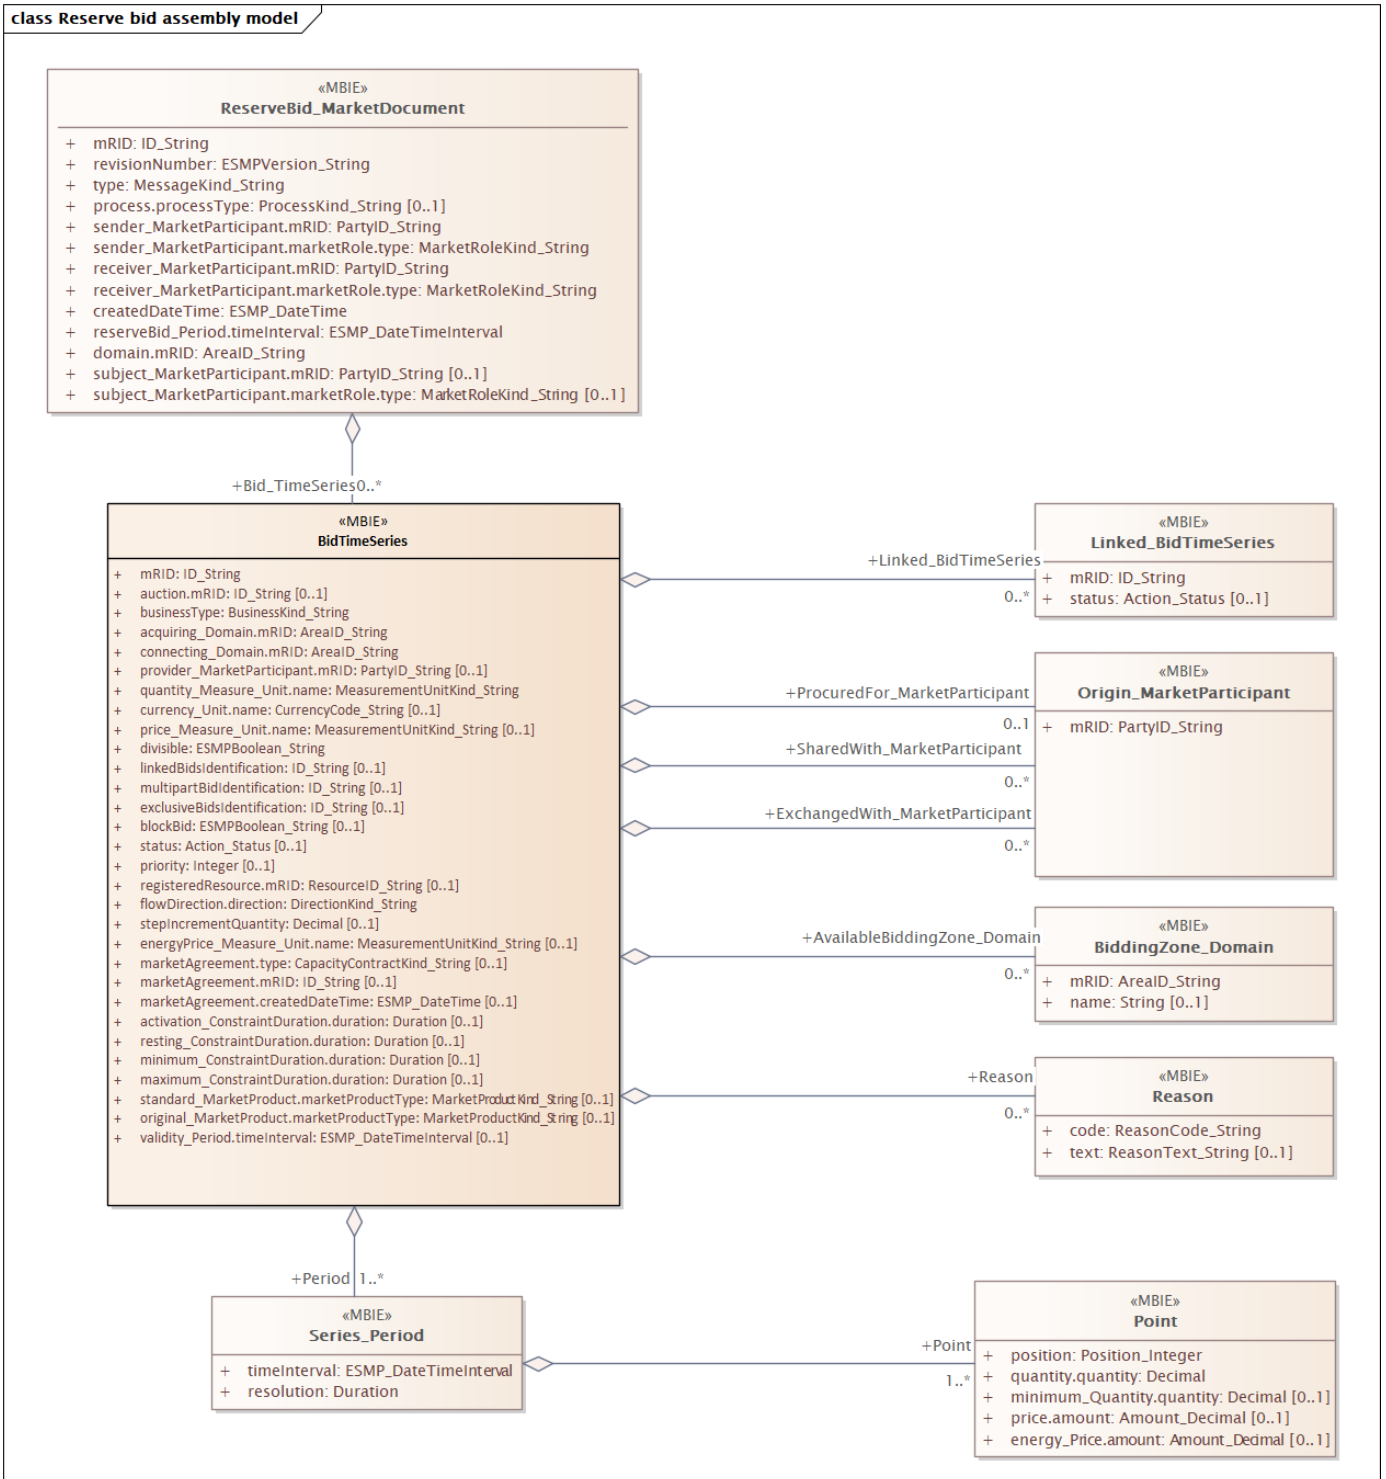 class Reserve bid assembly model
«MBIE»
ReserveBid_MarketDocument
+ mRID: ID_String
+ revisionNumber: ESMPVersion_String
+ type: MessageKind_String
+ process.processType: ProcessKind_String [0..1]
+ sender_MarketParticipant.mRID: PartyID_String
+ sender_MarketParticipant.marketRole.type: MarketRoleKind_String
+ receiver_MarketParticipant.mRID: PartyID_String
+ receiver_MarketParticipant.marketRole.type: MarketRoleKind_String
+ createdDateTime: ESMP_DateTime
+ reserveBid_Period.timeInterval: ESMP_DateTimeInterval
+ domain.mRID: AreaID_String
+ subject_MarketParticipant.mRID: PartyID_String [0..1]
+ subject_MarketParticipant.marketRole.type: MarketRoleKind_String [0..1]
+Bid_TimeSeries0..*
«MBIE»
BidTimeSeries
+ mRID: ID_String
+ auction.mRID: ID_String [0..1]
+ businessType: BusinessKind_String
+ acquiring_Domain.mRID: AreaID_String
+ connecting_Domain.mRID: AreaID_String
+ provider_MarketParticipant.mRID: PartyID_String [0..1]
+ quantity_Measure_Unit.name: MeasurementUnitKind_String
+ currency_Unit.name: CurrencyCode_String [0..1]
+ price_Measure_Unit.name: MeasurementUnitKind_String [0..1]
+ divisible: ESMPBoolean_String
+ linkedBidsIdentification: ID_String [0..1]
+ multipartBidIdentification: ID_String [0..1]
+ exclusiveBidsIdentification: ID_String [0..1]
+ blockBid: ESMPBoolean_String [0..1]
+ status: Action_Status [0..1]
+ priority: Integer [0..1]
+ registeredResource.mRID: ResourceID_String [0..1]
+ flowDirection.direction: DirectionKind_String
+ stepIncrementQuantity: Decimal [0..1]
+ energyPrice_Measure_Unit.name: MeasurementUnitKind_String [0..1]
+ marketAgreement.type: CapacityContractKind_String [0..1]
+ marketAgreement.mRID: ID_String [0..1]
+ marketAgreement.createdDateTime: ESMP_DateTime [0..1]
+ activation_ConstraintDuration.duration: Duration [0..1]
+ resting_ConstraintDuration.duration: Duration [0..1]
+ minimum_ConstraintDuration.duration: Duration [0..1]
+ maximum_ConstraintDuration.duration: Duration [0..1]
+ standard_MarketProduct.marketProductType: MarketProductKind_String [0..1]
+ original_MarketProduct.marketProductType: MarketProductKind_String [0..1]
+ validity_Period.timeInterval: ESMP_DateTimeInterval [0..1]
+Linked_BidTimeSeries
0..*
«MBIE»
Linked_BidTimeSeries
+ mRID: ID_String
+ status: Action_Status [0..1]
+ProcuredFor_MarketParticipant
0..1
+SharedWith_MarketParticipant
0..*
+ExchangedWith_MarketParticipant
0..*
«MBIE»
Origin_MarketParticipant
+ mRID: PartyID_String
+AvailableBiddingZone_Domain
0..*
«MBIE»
BiddingZone_Domain
+ mRID: AreaID_String
+ name: String [0..1]
+Reason
0..*
«MBIE»
Reason
+ code: ReasonCode_String
+ text: ReasonText_String [0..1]
+Period 1..*
«MBIE»
Series_Period
+ timeInterval: ESMP_DateTimeInterval
+ resolution: Duration
+Point
1..*
«MBIE»
Point
+ position: Position_Integer
+ quantity.quantity: Decimal
+ minimum_Quantity.quantity: Decimal [0..1]
+ price.amount: Amount_Decimal [0..1]
+ energy_Price.amount: Amount_Decimal [0..1]